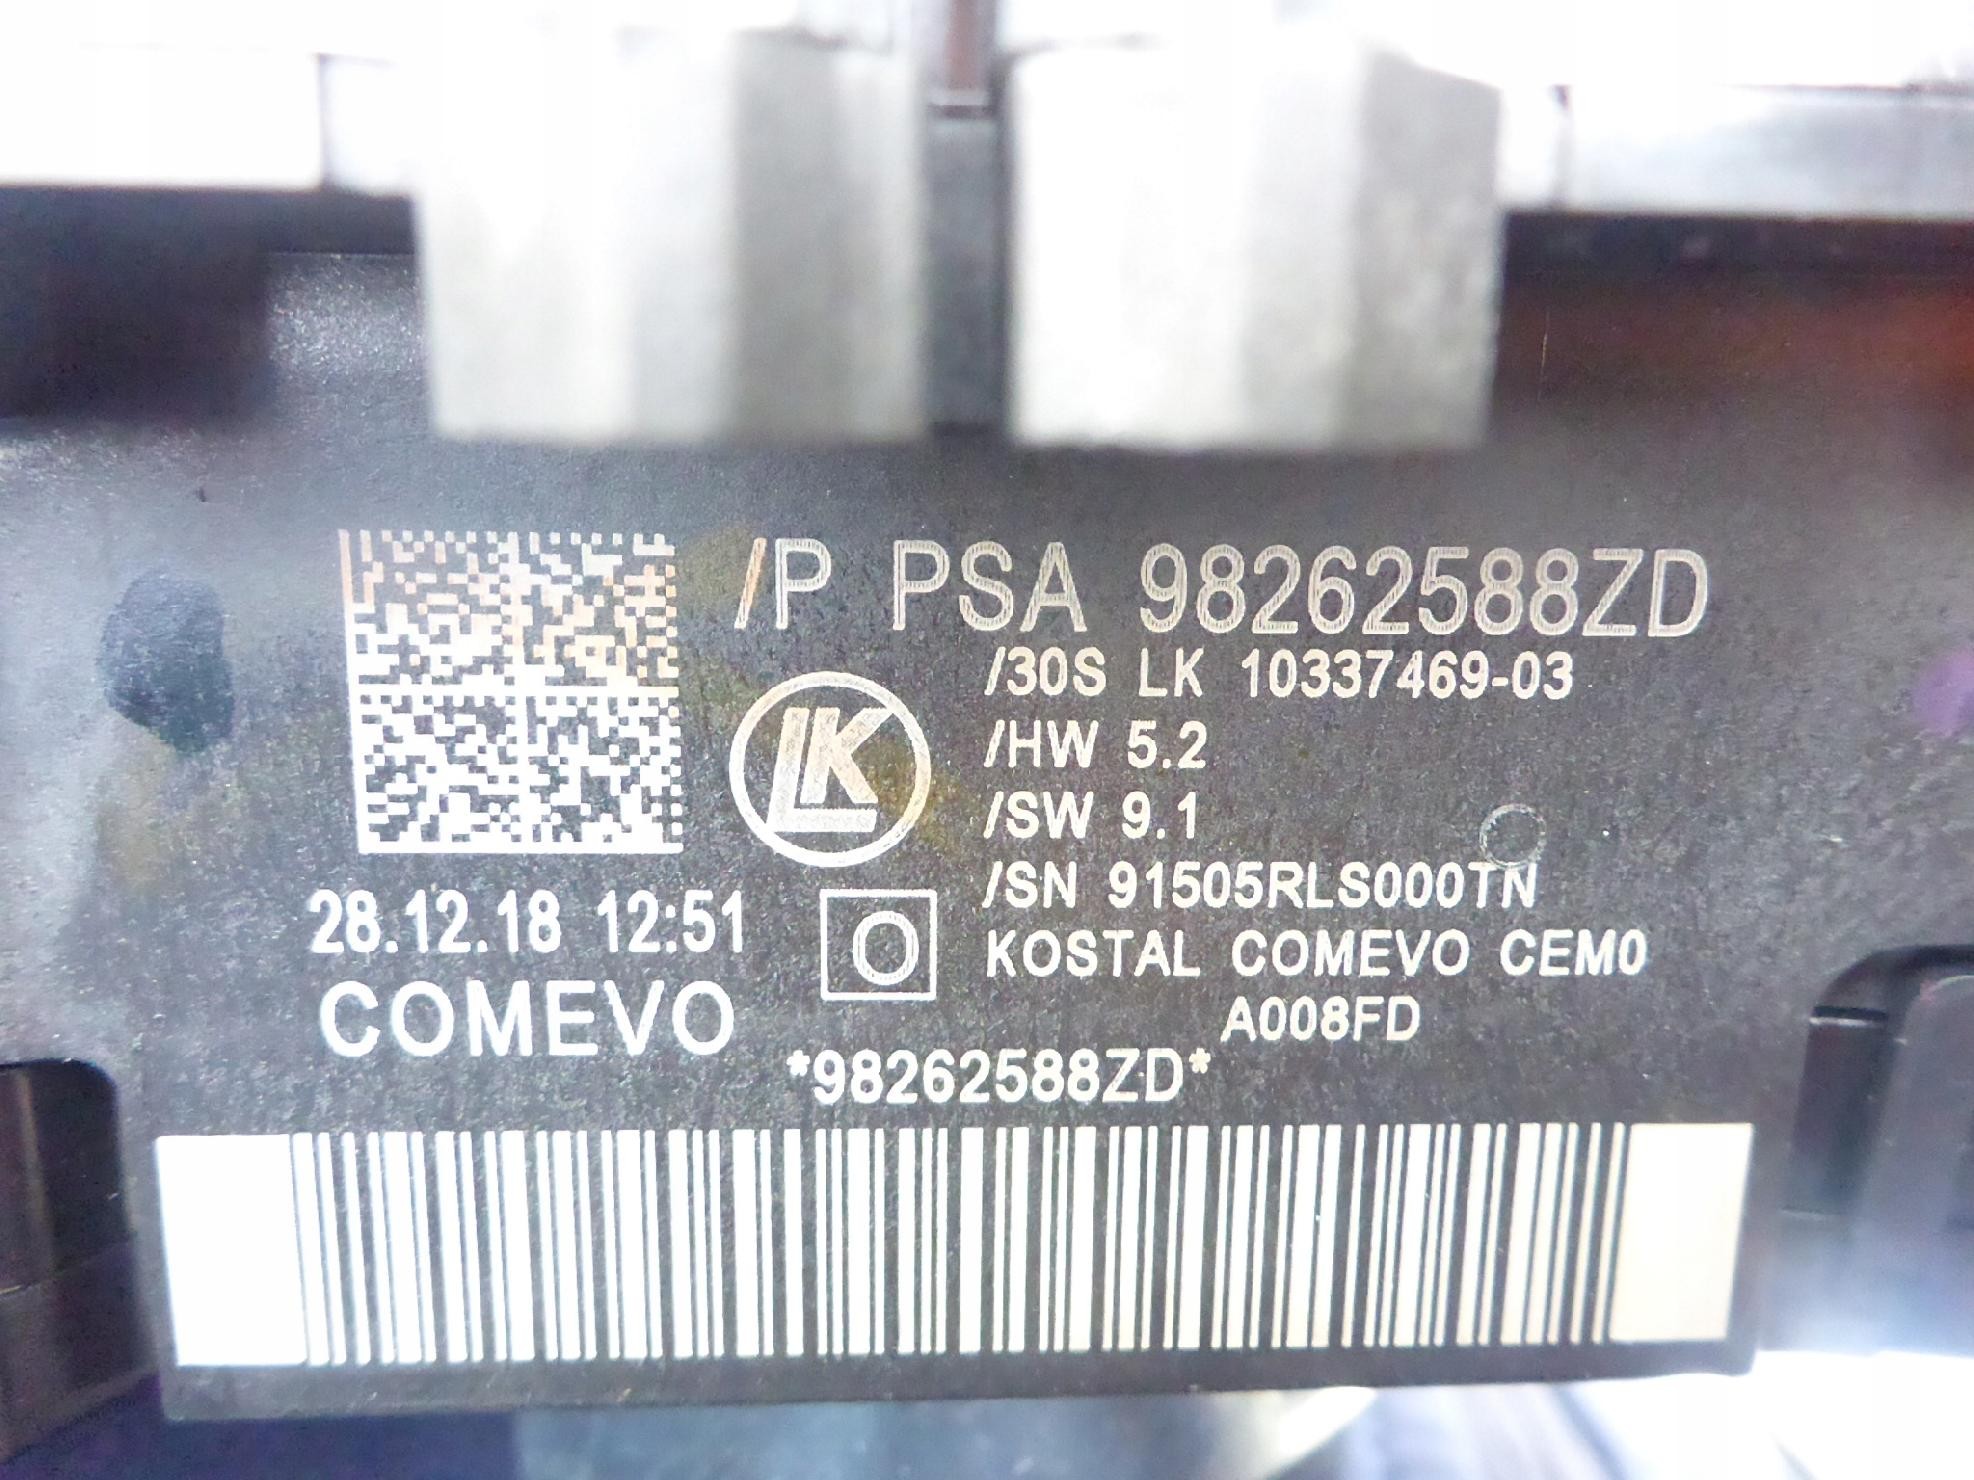 /P PSA 98262588ZD
/30S LK 10337469-03
LK
/HW 5.2
/SW 9.1
/SN 91505RLS000TN
28.12.18 12:51
O
KOSTAL COMEVO CEM0
COMEVO
A008FD
*98262588ZD*